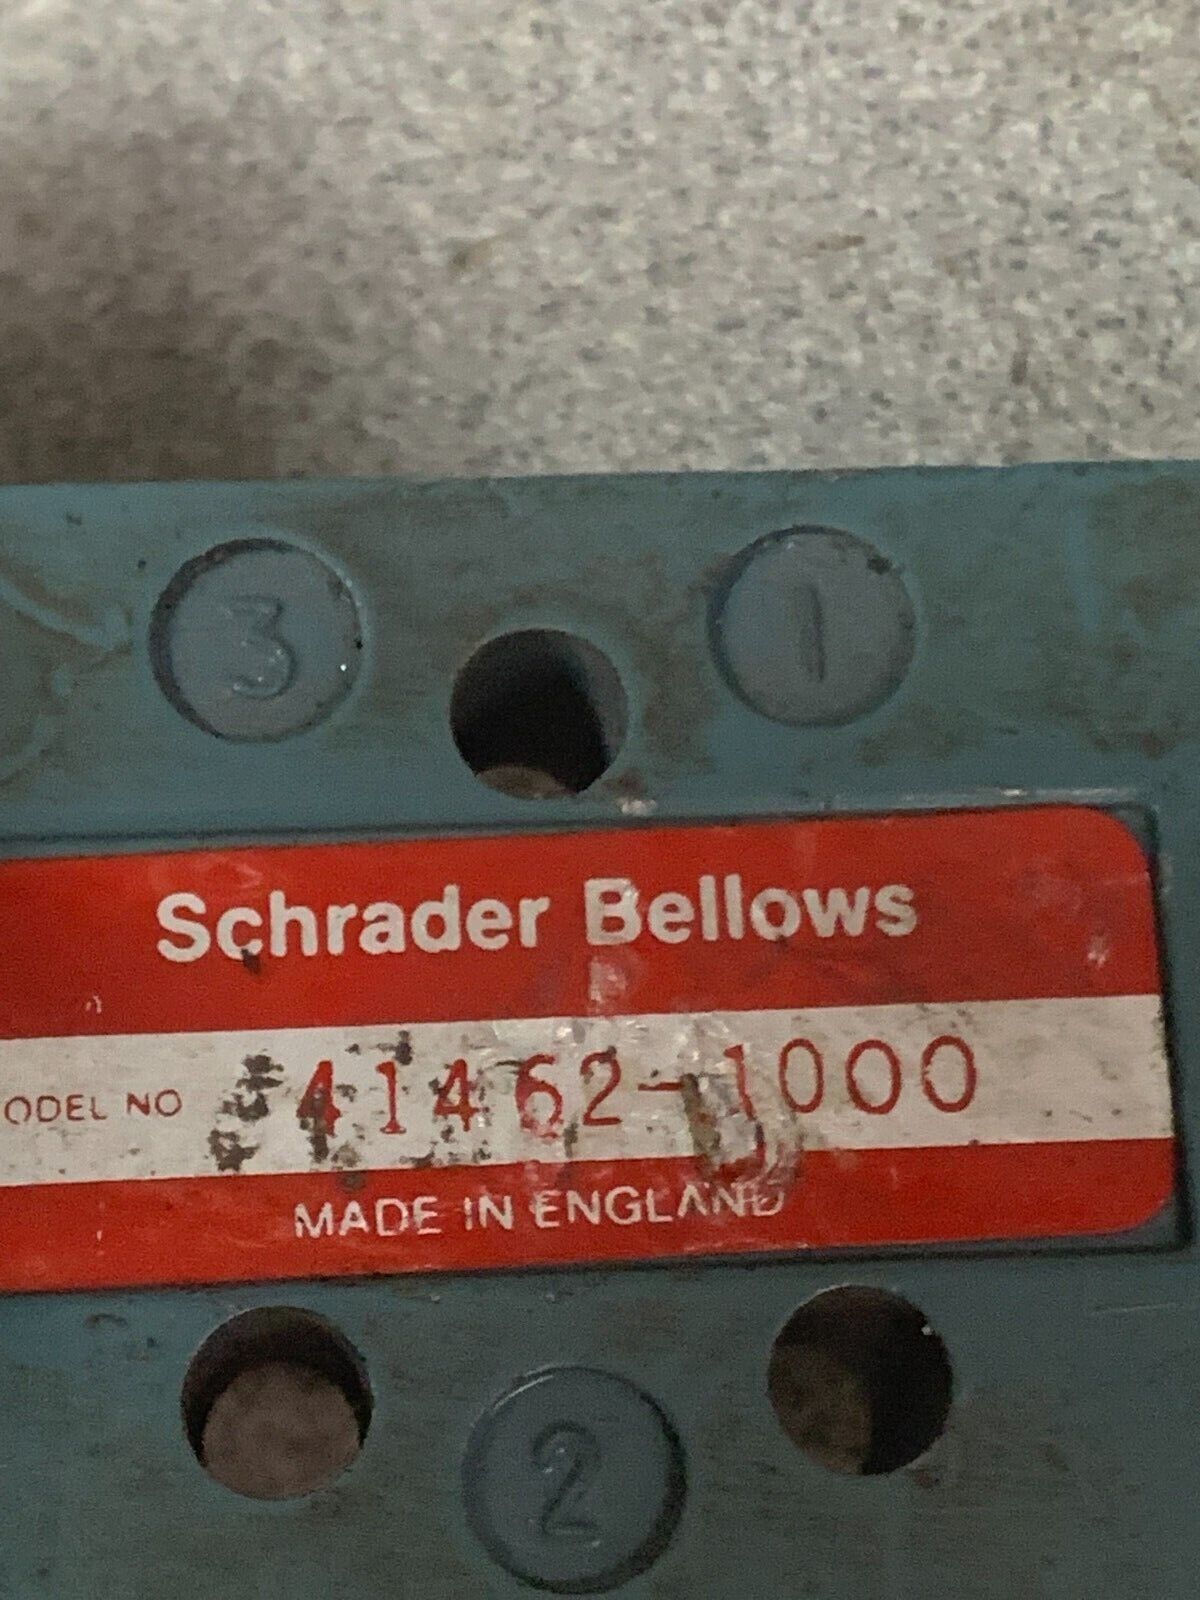 3 1
Schrader Bellows
ODEL NO 41462-1000
MADE IN ENGLAND
2